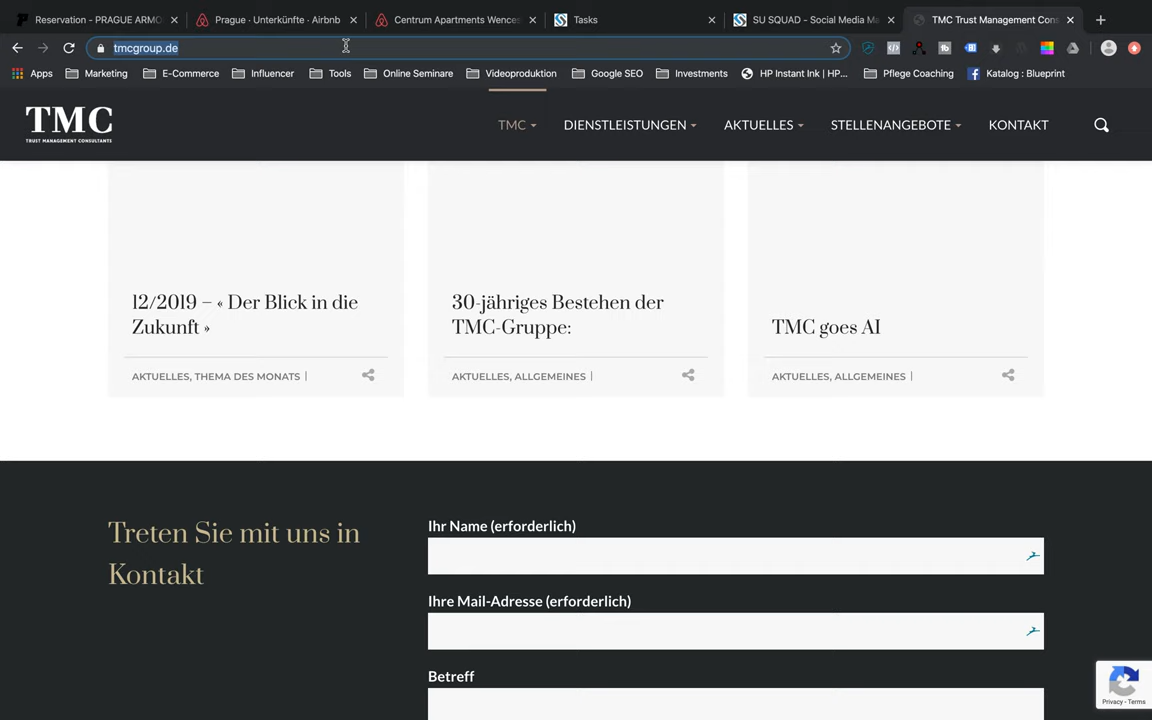 Reservation - PRAGUE ARMO
Prague · Unterkünfte · Airbnb
Centrum Apartments Wences
Tasks
SU SQUAD - Social Media Ma
TMC Trust Management Cons
tmcgroup.de
Apps
Marketing
E-Commerce
Influencer
Tools
Online Seminare
Videoproduktion
Google SEO
Investments
HP Instant Ink | HP...
Pflege Coaching
Katalog : Blueprint
TMC
TRUST MANAGEMENT CONSULTANTS
TMC
DIENSTLEISTUNGEN
AKTUELLES
STELLENANGEBOTE
KONTAKT
12/2019 – « Der Blick in die
Zukunft »
AKTUELLES, THEMA DES MONATS |
30-jähriges Bestehen der
TMC-Gruppe:
AKTUELLES, ALLGEMEINES |
TMC goes AI
AKTUELLES, ALLGEMEINES |
Treten Sie mit uns in
Kontakt
Ihr Name (erforderlich)
Ihre Mail-Adresse (erforderlich)
Betreff
Privacy - Terms